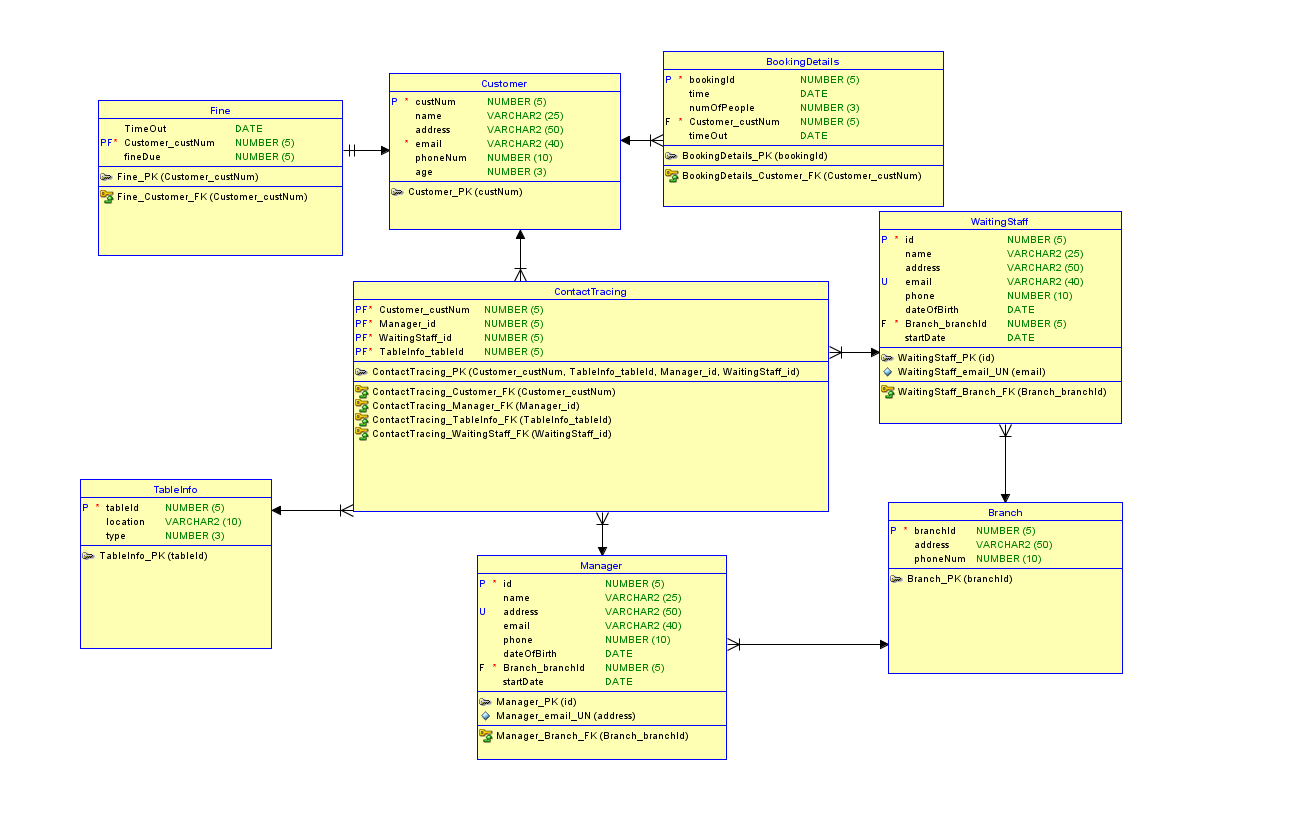 Fine
TimeOut DATE
PF* Customer_custNum NUMBER (5)
fineDue NUMBER (5)
Fine_PK (Customer_custNum)
Fine_Customer_FK (Customer_custNum)
Customer
P * custNum NUMBER (5)
name VARCHAR2 (25)
address VARCHAR2 (50)
* email VARCHAR2 (40)
phoneNum NUMBER (10)
age NUMBER (3)
Customer_PK (custNum)
BookingDetails
P * bookingId NUMBER (5)
time DATE
numOfPeople NUMBER (3)
F * Customer_custNum NUMBER (5)
timeOut DATE
BookingDetails_PK (bookingId)
BookingDetails_Customer_FK (Customer_custNum)
WaitingStaff
P * id NUMBER (5)
name VARCHAR2 (25)
address VARCHAR2 (50)
U email VARCHAR2 (40)
phone NUMBER (10)
dateOfBirth DATE
F * Branch_branchId NUMBER (5)
startDate DATE
WaitingStaff_PK (id)
WaitingStaff_email_UN (email)
WaitingStaff_Branch_FK (Branch_branchId)
ContactTracing
PF* Customer_custNum NUMBER (5)
PF* Manager_id NUMBER (5)
PF* WaitingStaff_id NUMBER (5)
PF* TableInfo_tableId NUMBER (5)
ContactTracing_PK (Customer_custNum, TableInfo_tableId, Manager_id, WaitingStaff_id)
ContactTracing_Customer_FK (Customer_custNum)
ContactTracing_Manager_FK (Manager_id)
ContactTracing_TableInfo_FK (TableInfo_tableId)
ContactTracing_WaitingStaff_FK (WaitingStaff_id)
TableInfo
P * tableId NUMBER (5)
location VARCHAR2 (10)
type NUMBER (3)
TableInfo_PK (tableId)
Manager
P * id NUMBER (5)
name VARCHAR2 (25)
U address VARCHAR2 (50)
email VARCHAR2 (40)
phone NUMBER (10)
dateOfBirth DATE
F * Branch_branchId NUMBER (5)
startDate DATE
Manager_PK (id)
Manager_email_UN (address)
Manager_Branch_FK (Branch_branchId)
Branch
P * branchId NUMBER (5)
address VARCHAR2 (50)
phoneNum NUMBER (10)
Branch_PK (branchId)